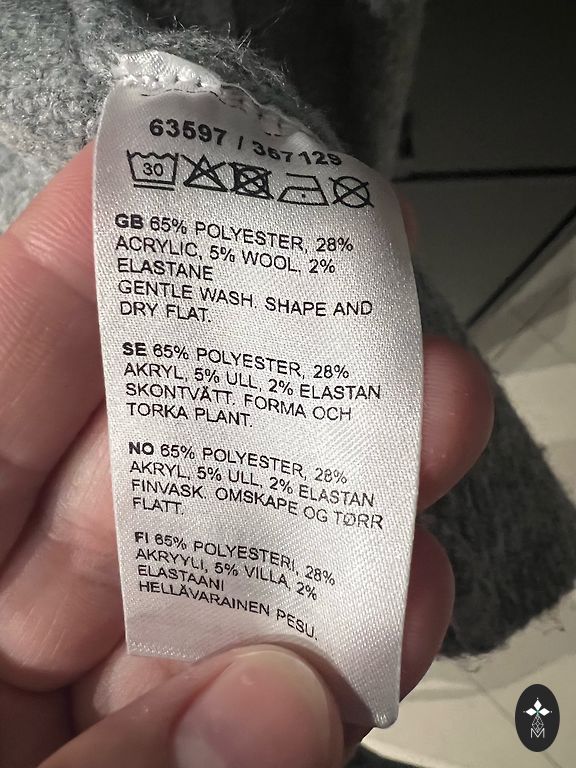 63597 / 367129
30
GB 65% POLYESTER, 28%
ACRYLIC, 5% WOOL, 2%
ELASTANE
GENTLE WASH. SHAPE AND
DRY FLAT.
SE 65% POLYESTER, 28%
AKRYL, 5% ULL, 2% ELASTAN
SKONTVÄTT. FORMA OCH
TORKA PLANT.
NO 65% POLYESTER, 28%
AKRYL, 5% ULL, 2% ELASTAN
FINVASK. OMSKAPE OG TØRR
FLATT.
FI 65% POLYESTERI, 28%
AKRYYLI, 5% VILLA, 2%
ELASTAANI
HELLÄVARAINEN PESU.
M